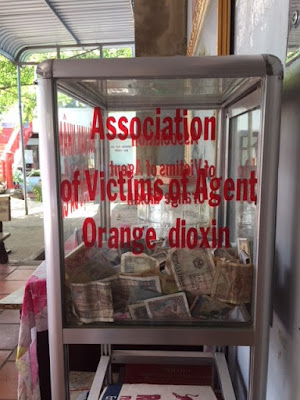 Association
of Victims of Agent
Orange dioxin